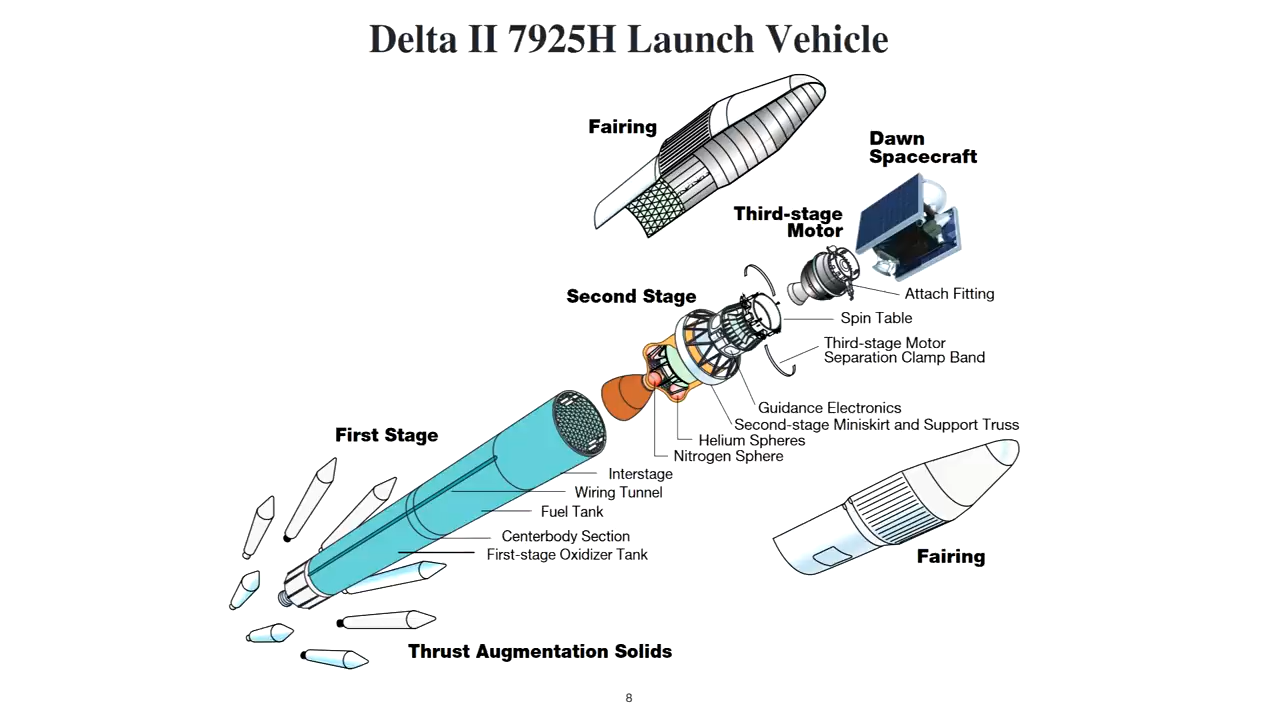 Delta II 7925H Launch Vehicle
Fairing
Dawn
Spacecraft
Third-stage
Motor
Attach Fitting
Second Stage
Spin Table
Third-stage Motor
Separation Clamp Band
Guidance Electronics
Second-stage Miniskirt and Support Truss
Helium Spheres
Nitrogen Sphere
First Stage
Interstage
Wiring Tunnel
Fuel Tank
Centerbody Section
First-stage Oxidizer Tank
Fairing
Thrust Augmentation Solids
8